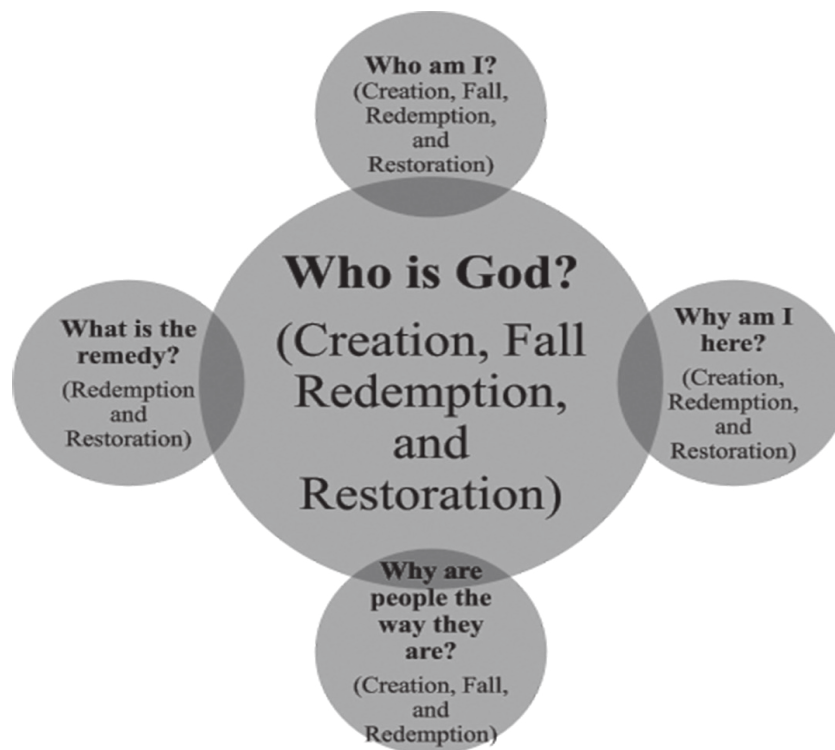 Who am I?
(Creation, Fall,
Redemption,
and
Restoration)
Who is God?
(Creation, Fall
Redemption,
and
Restoration)
What is the
remedy?
(Redemption
and
Restoration)
Why am I
here?
(Creation,
Redemption,
and
Restoration)
Why are
people the
way they
are?
(Creation, Fall,
and
Redemption)